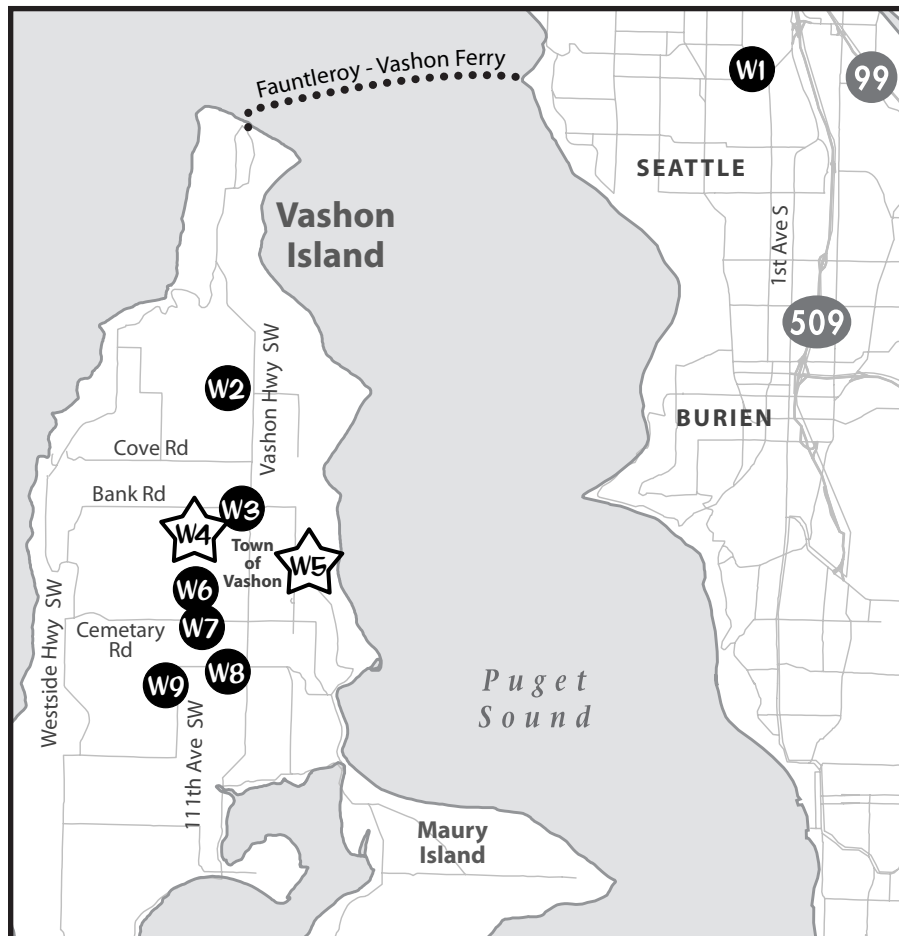 Fauntleroy - Vashon Ferry
W1
99
SEATTLE
Vashon
Island
1st Ave S
509
W2
Vashon Hwy SW
BURIEN
Cove Rd
Bank Rd
W3
W4
Town
of
Vashon
W5
W6
Westside Hwy SW
Cemetary
Rd
W7
W8
W9
Puget
Sound
111th Ave SW
Maury
Island